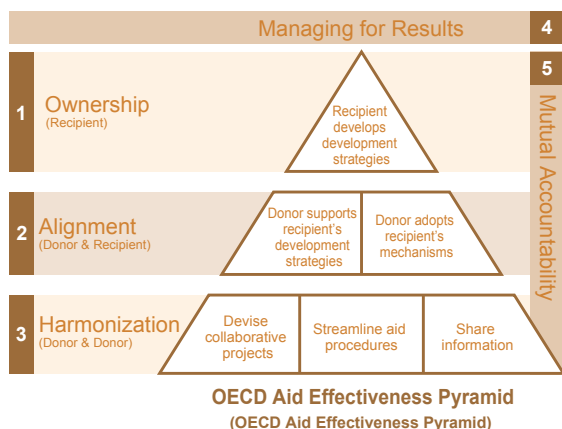 Managing for Results
4
1
Ownership
(Recipient)
Recipient
develops
development
strategies
5
Mutual Accountability
2
Alignment
(Donor & Recipient)
Donor supports
recipient's
development
strategies
Donor adopts
recipient's
mechanisms
3
Harmonization
(Donor & Donor)
Devise
collaborative
projects
Streamline aid
procedures
Share
information
OECD Aid Effectiveness Pyramid
(OECD Aid Effectiveness Pyramid)